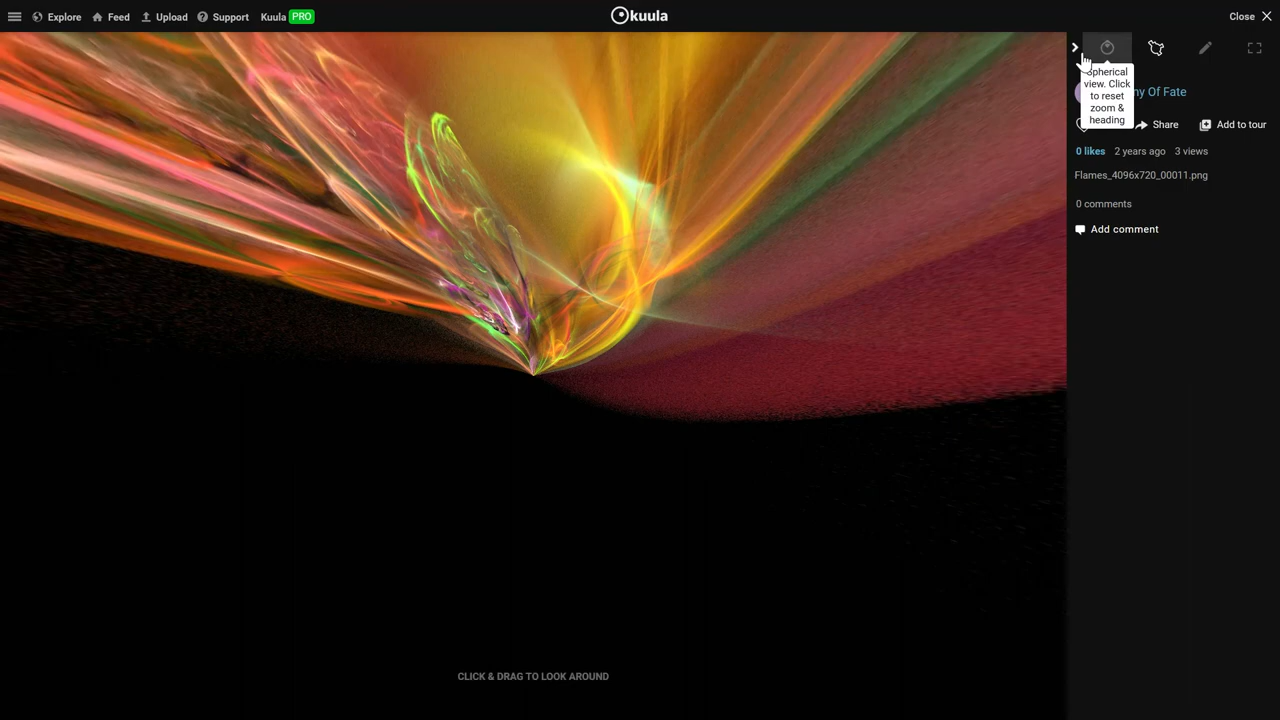 Explore Feed Upload Support Kuula PRO
kuula
Close
Spherical
view. Click
to reset
zoom &
heading
Of Fate
Share Add to tour
0 likes 2 years ago 3 views
Flames_4096x720_00011.png
0 comments
Add comment
CLICK & DRAG TO LOOK AROUND